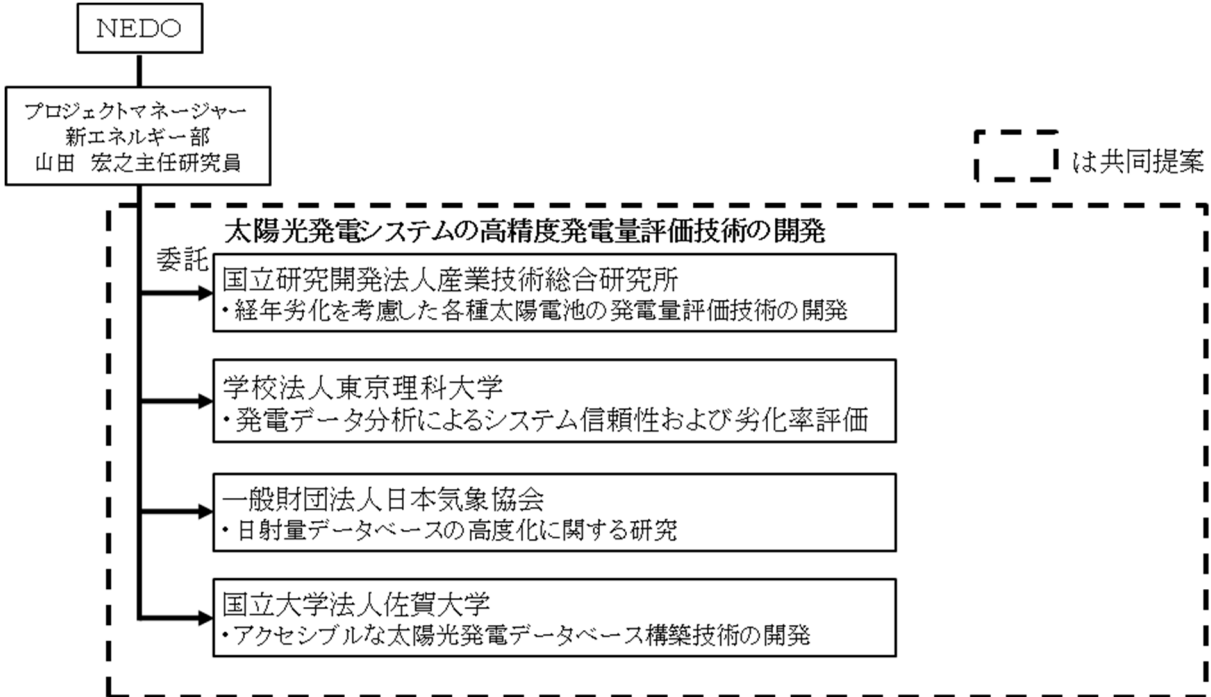 NEDO
プロジェクトマネージャー
新エネルギー部
山田 宏之主任研究員
は共同提案
太陽光発電システムの高精度発電量評価技術の開発
委託
国立研究開発法人産業技術総合研究所
・経年劣化を考慮した各種太陽電池の発電量評価技術の開発
学校法人東京理科大学
・発電データ分析によるシステム信頼性および劣化率評価
一般財団法人日本気象協会
・日射量データベースの高度化に関する研究
国立大学法人佐賀大学
・アクセシブルな太陽光発電データベース構築技術の開発